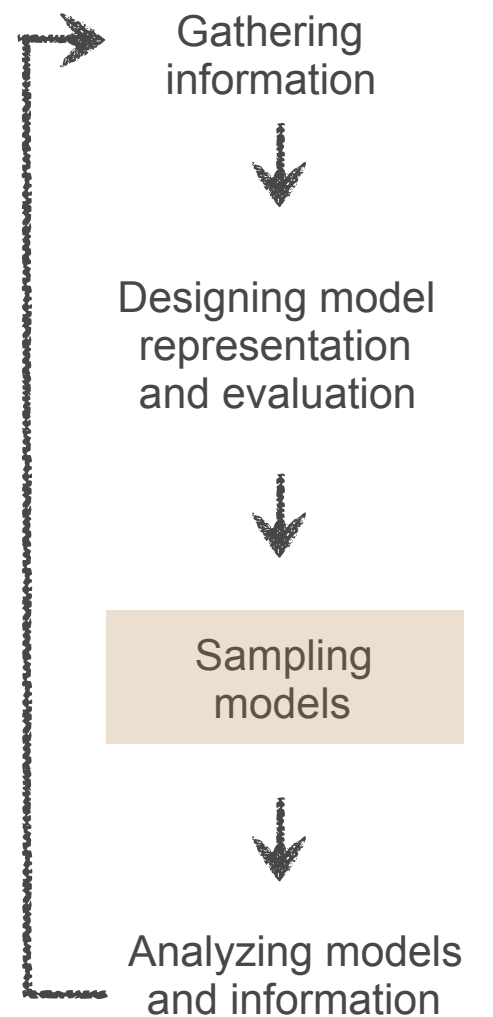 Gathering
information
Designing model
representation
and evaluation
Sampling
models
Analyzing models
and information